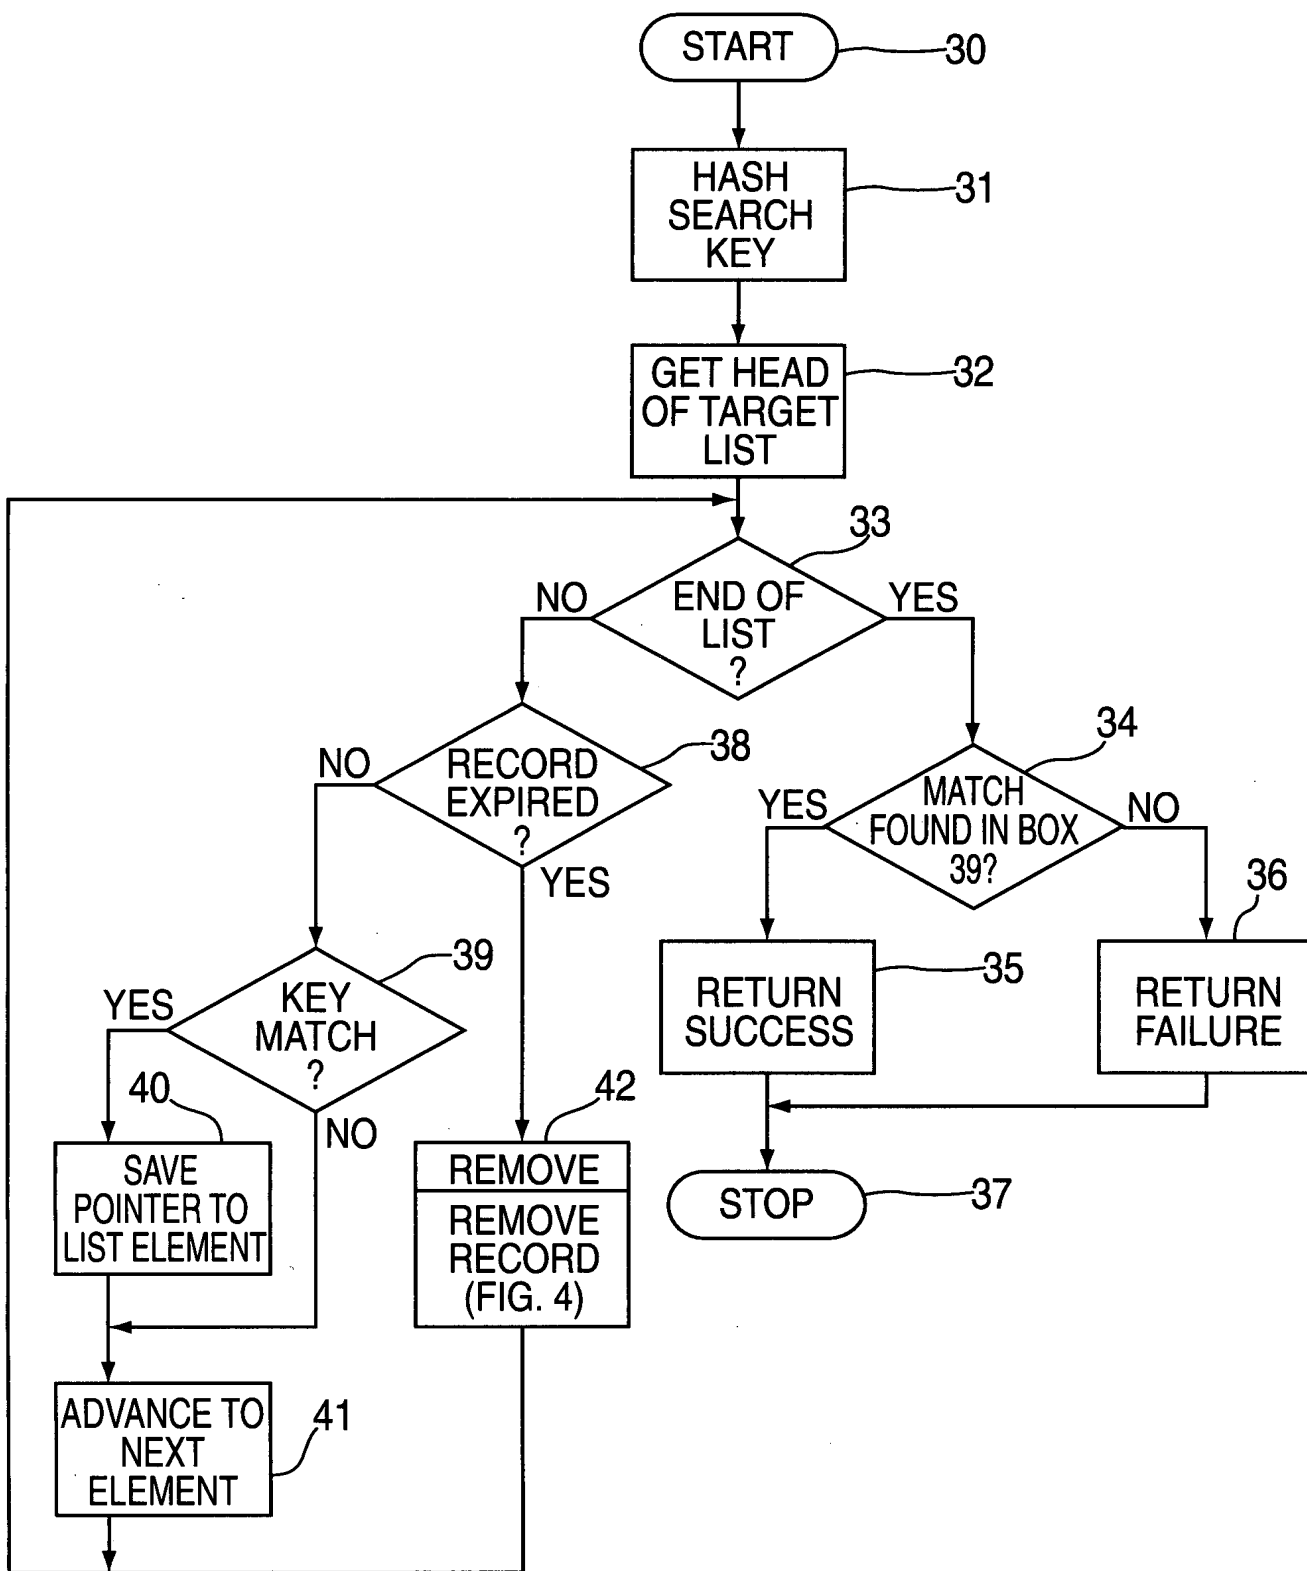 START
30
HASH
SEARCH
KEY
31
GET HEAD
OF TARGET
LIST
32
33
END OF
LIST
?
NO
YES
34
RECORD
EXPIRED
?
38
NO
YES
MATCH
FOUND IN BOX
39?
YES
NO
36
KEY
MATCH
?
39
YES
NO
RETURN
SUCCESS
35
RETURN
FAILURE
40
SAVE
POINTER TO
LIST ELEMENT
42
REMOVE
REMOVE
RECORD
(FIG. 4)
STOP
37
ADVANCE TO
NEXT
ELEMENT
41